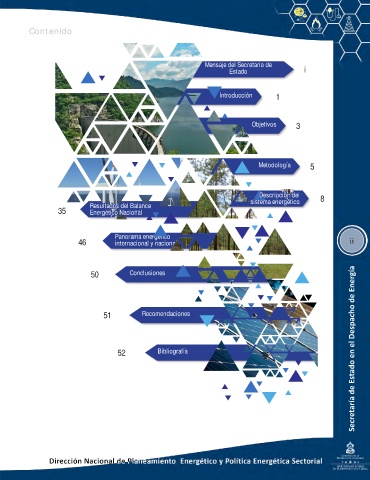 Contenido
Mensaje del Secretario de
Estado
i
Introducción
1
Objetivos
3
Metodología
5
Descripción del
sistema energético
8
Resultados del Balance
Energético Nacional
35
Panorama energético
internacional y nacional
46
ii
Conclusiones
50
Recomendaciones
51
Bibliografía
52
Secretaría de Estado en el Despacho de Energía
Dirección Nacional de Planeamiento Energético y Política Energética Sectorial